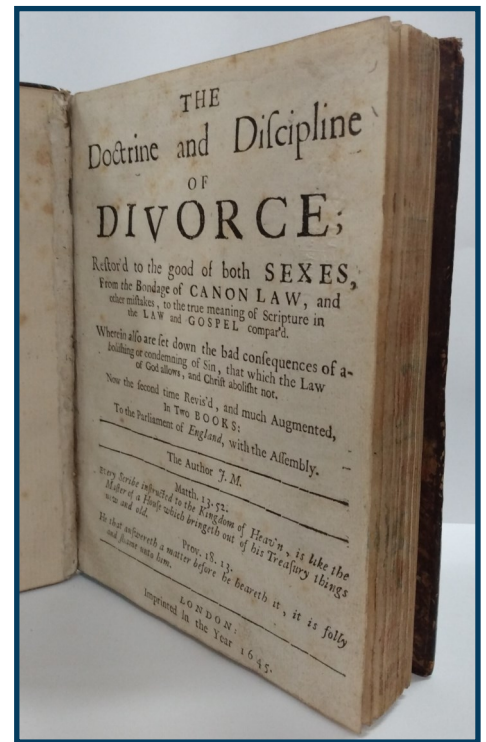 THE
Doctrine and Diſcipline
OF
DIVORCE;
Reſtor'd to the good of both SEXES,
From the Bondage of CANON LAW, and
other miſtakes, to the true meaning of Scripture in
the LAW and GOSPEL compar'd.
Wherein alſo are ſet down the bad conſequences of a-
boliſhing or condemning of Sin, that which the Law
of God allows, and Chriſt aboliſht not.
Now the ſecond time Revis'd, and much Augmented,
In Two BOOKS:
To the Parliament of England, with the Aſſembly.
The Author J. M.
Matth. 13. 52.
Every Scribe inſtructed to the Kingdom of Heav'n, is like the
Maſter of a Houſe which bringeth out of his Treaſury things
new and old.
Prov. 18. 13.
He that anſwereth a matter before he heareth it, it is folly
and ſhame unto him.
LONDON:
Imprinted In the Year 1645.